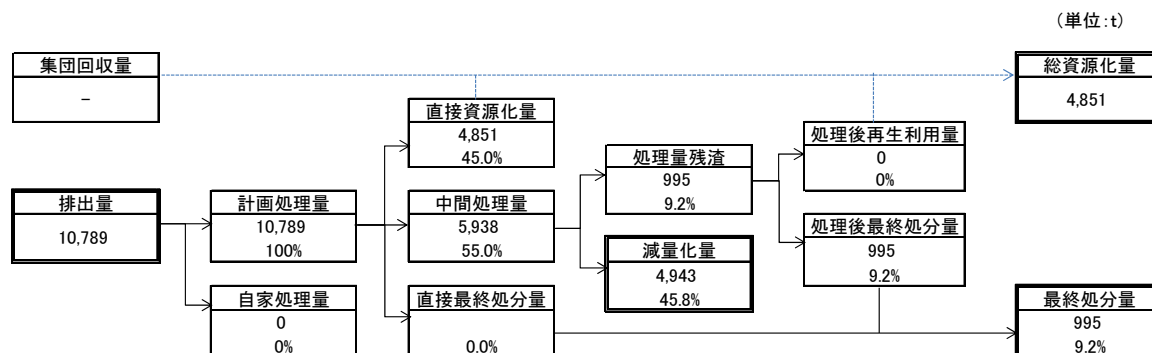 （単位:t）
集団回収量
－
総資源化量
4,851
直接資源化量
4,851
45.0%
処理後再生利用量
0
0%
処理量残渣
995
9.2%
排出量
10,789
計画処理量
10,789
100%
中間処理量
5,938
55.0%
処理後最終処分量
995
9.2%
減量化量
4,943
45.8%
自家処理量
0
0%
直接最終処分量
0.0%
最終処分量
995
9.2%